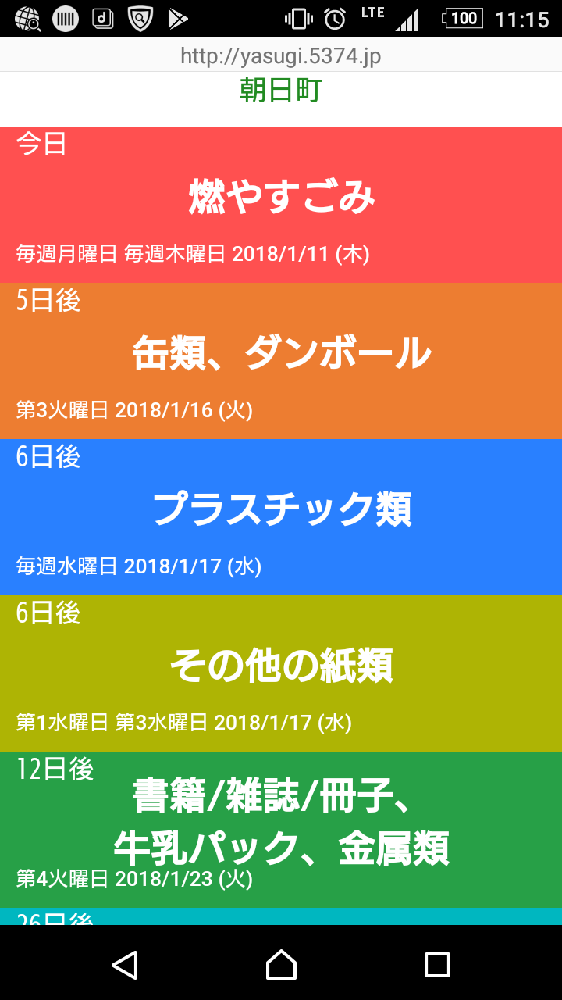 LTE
100
11:15
http://yasugi.5374.jp
朝日町
今日
燃やすごみ
毎週月曜日 毎週木曜日 2018/1/11 (木)
5日後
缶類、ダンボール
第3火曜日 2018/1/16 (火)
6日後
プラスチック類
毎週水曜日 2018/1/17 (水)
6日後
その他の紙類
第1水曜日 第3水曜日 2018/1/17 (水)
12日後
書籍/雑誌/冊子、
牛乳パック、金属類
第4火曜日 2018/1/23 (火)
26日後